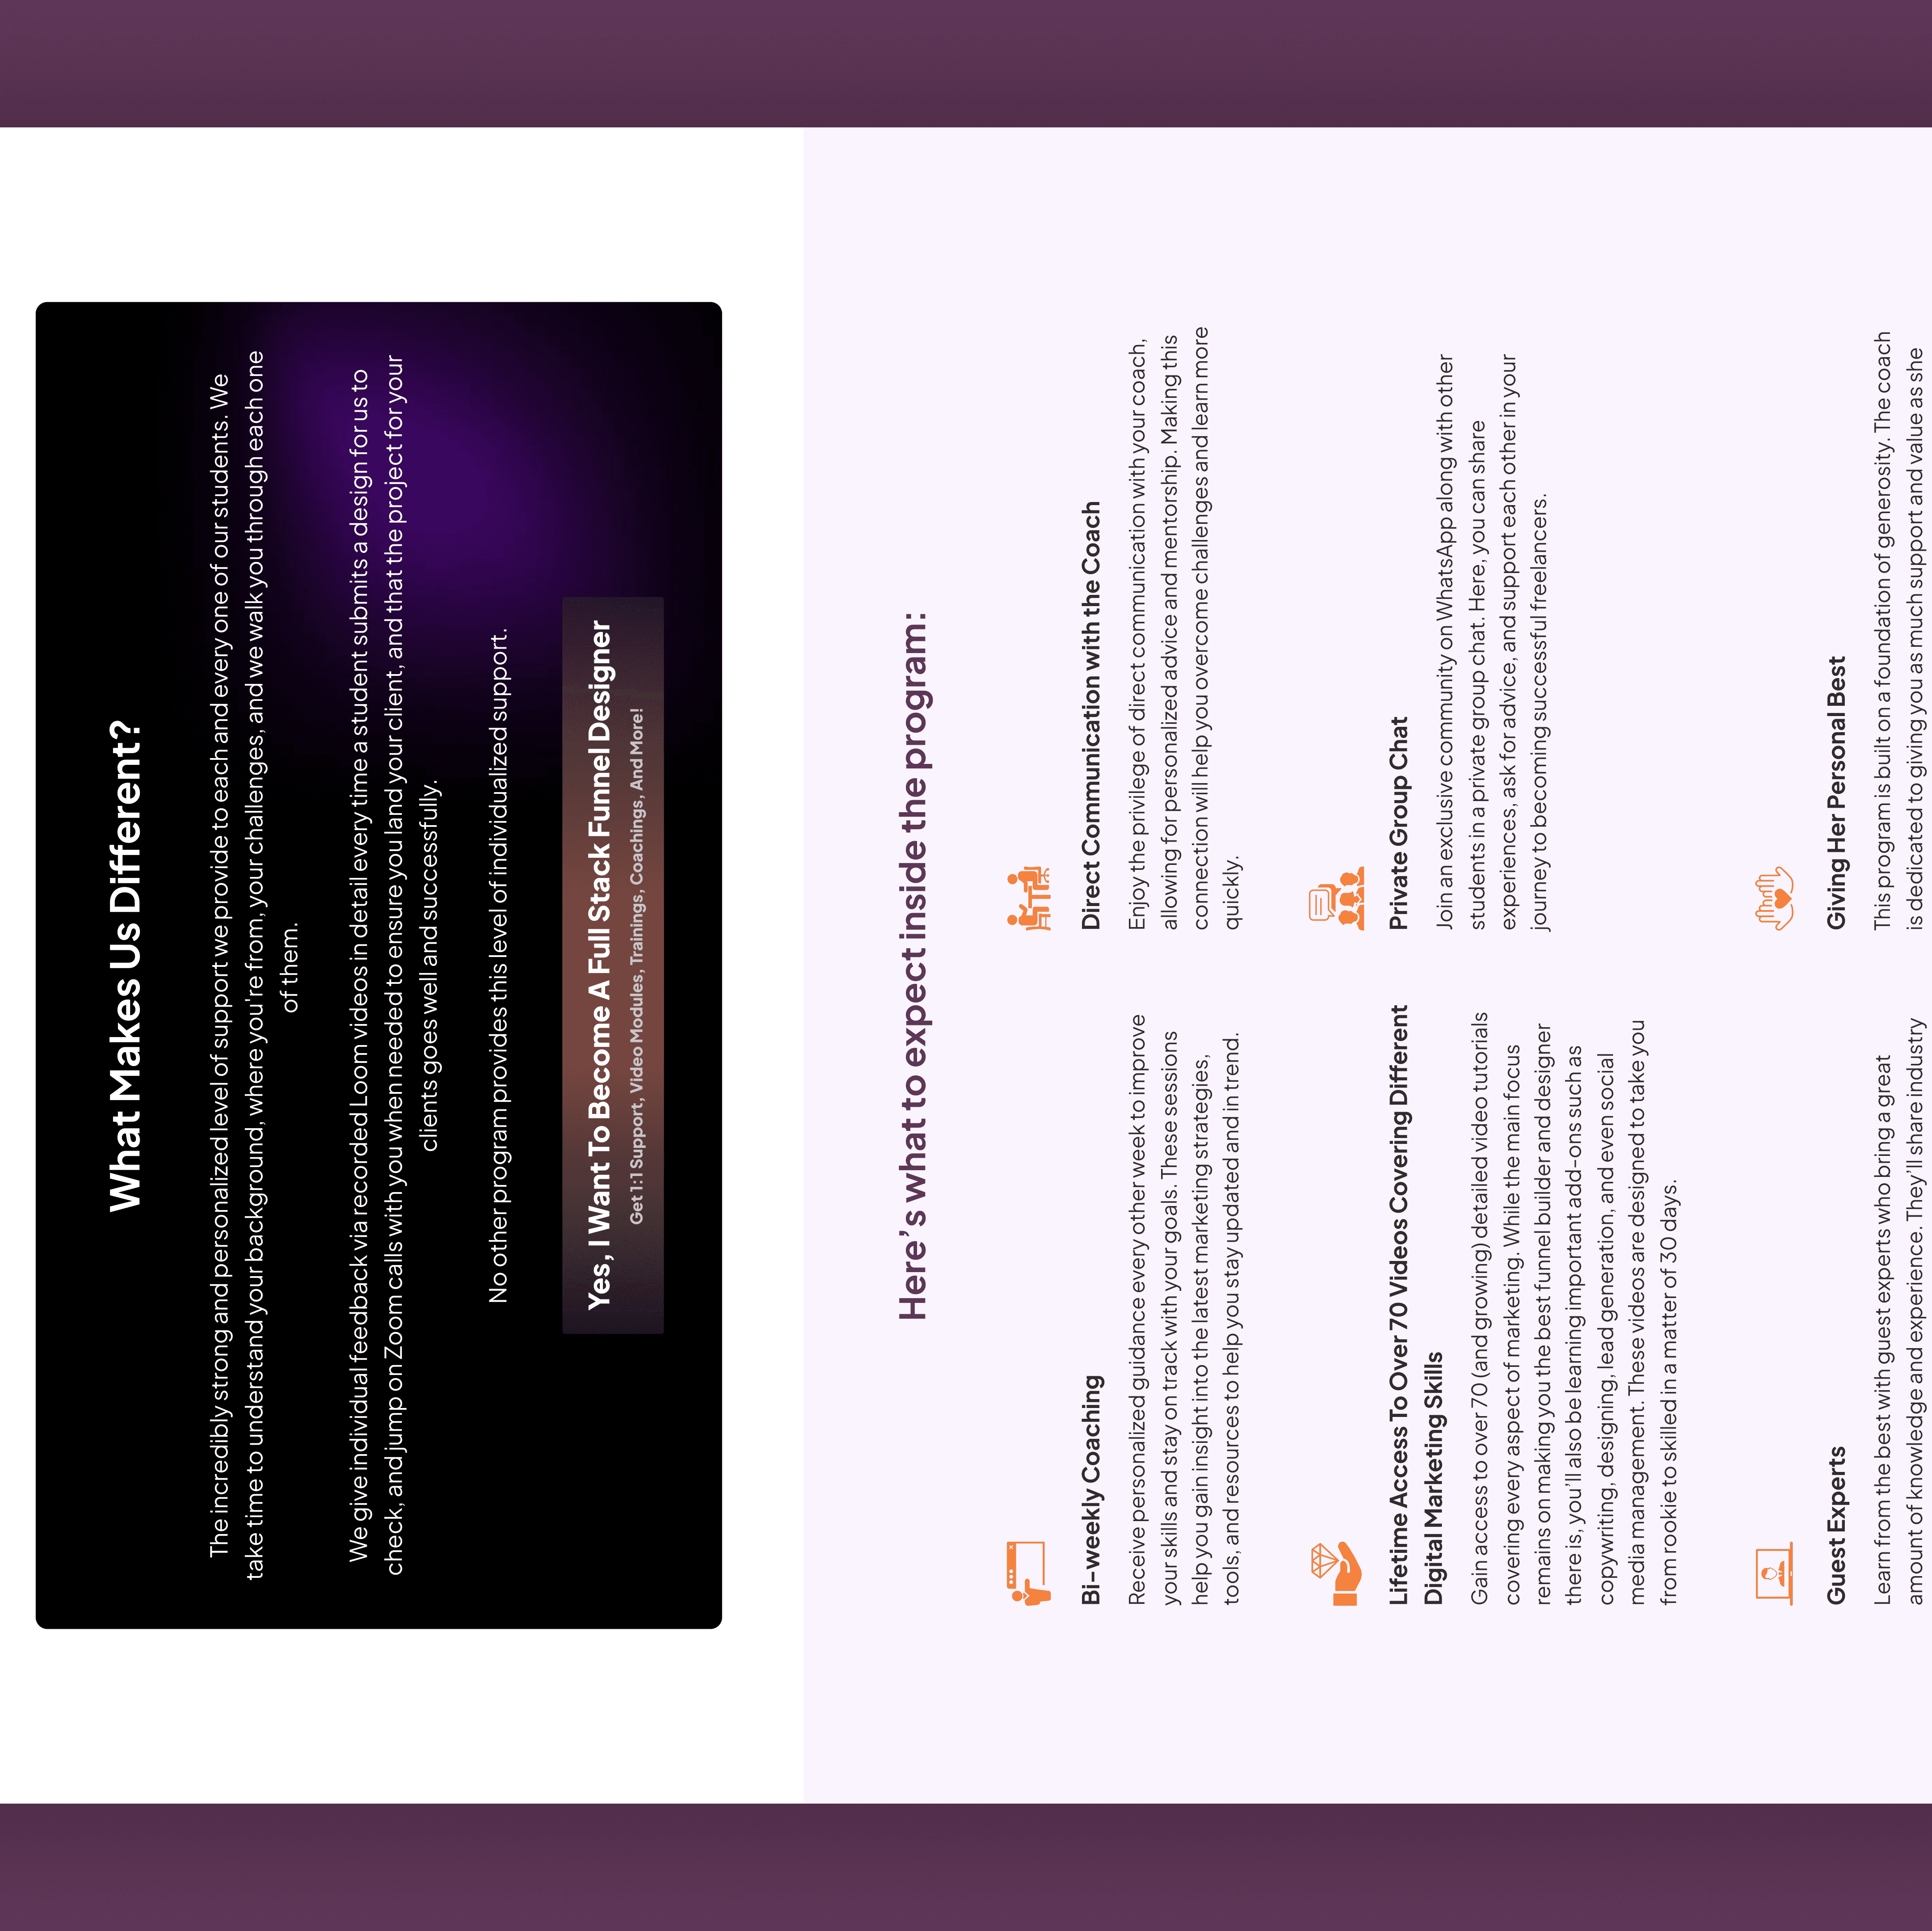 What Makes Us Different?
The incredibly strong and personalized level of support we provide to each and every one of our students. We
take time to understand your background, where you're from, your challenges, and we walk you through each one
of them.
We give individual feedback via recorded Loom videos in detail every time a student submits a design for us to
check, and jump on Zoom calls with you when needed to ensure you land your client, and that the project for your
clients goes well and successfully.
No other program provides this level of individualized support.
Yes, I Want To Become A Full Stack Funnel Designer
Get 1:1 Support, Video Modules, Trainings, Coachings, And More!
Here’s what to expect inside the program:
Bi-weekly Coaching
Receive personalized guidance every other week to improve
your skills and stay on track with your goals. These sessions
help you gain insight into the latest marketing strategies,
tools, and resources to help you stay updated and in trend.
Direct Communication with the Coach
Enjoy the privilege of direct communication with your coach,
allowing for personalized advice and mentorship. Making this
connection will help you overcome challenges and learn more
quickly.
Lifetime Access To Over 70 Videos Covering Different
Digital Marketing Skills
Gain access to over 70 (and growing) detailed video tutorials
covering every aspect of marketing. While the main focus
remains on making you the best funnel builder and designer
there is, you’ll also be learning important add-ons such as
copywriting, designing, lead generation, and even social
media management. These videos are designed to take you
from rookie to skilled in a matter of 30 days.
Private Group Chat
Join an exclusive community on WhatsApp along with other
students in a private group chat. Here, you can share
experiences, ask for advice, and support each other in your
journey to becoming successful freelancers.
Guest Experts
Learn from the best with guest experts who bring a great
amount of knowledge and experience. They’ll share industry
Giving Her Personal Best
This program is built on a foundation of generosity. The coach
is dedicated to giving you as much support and value as she